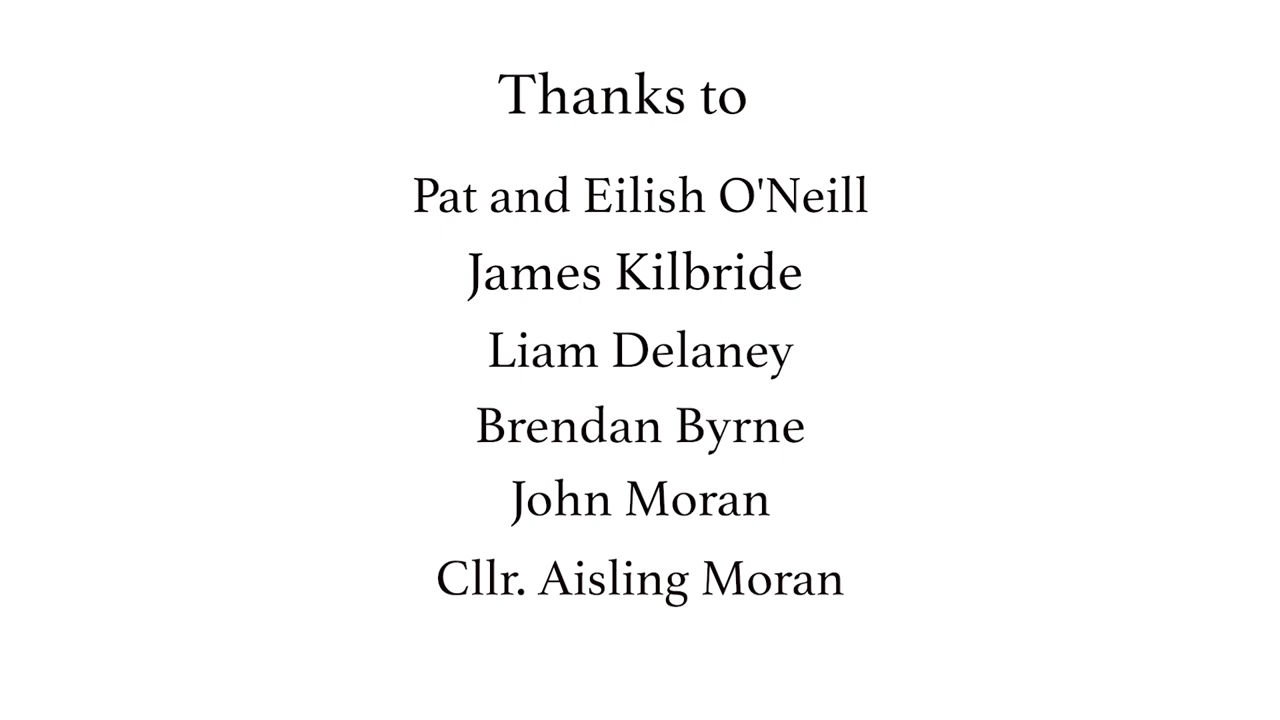 Thanks to
Pat and Eilish O'Neill
James Kilbride
Liam Delaney
Brendan Byrne
John Moran
Cllr. Aisling Moran